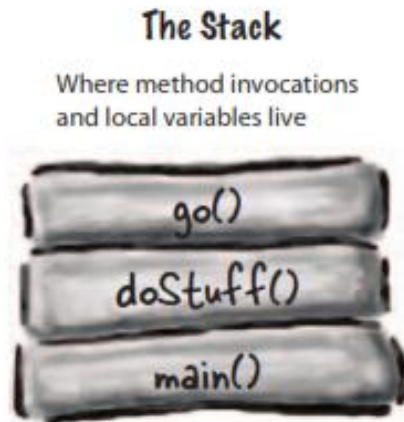 The Stack
Where method invocations
and local variables live
go()
doStuff()
main()